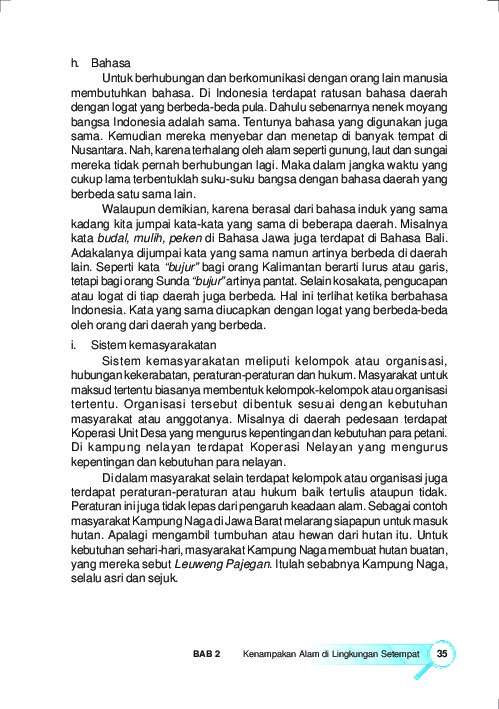 h. Bahasa
Untuk berhubungan dan berkomunikasi dengan orang lain manusia
membutuhkan bahasa. Di Indonesia terdapat ratusan bahasa daerah
dengan logat yang berbeda-beda pula. Dahulu sebenarnya nenek moyang
bangsa Indonesia adalah sama. Tentunya bahasa yang digunakan juga
sama. Kemudian mereka menyebar dan menetap di banyak tempat di
Nusantara. Nah, karena terhalang oleh alam seperti gunung, laut dan sungai
mereka tidak pernah berhubungan lagi. Maka dalam jangka waktu yang
cukup lama terbentuklah suku-suku bangsa dengan bahasa daerah yang
berbeda satu sama lain.
Walaupun demikian, karena berasal dari bahasa induk yang sama
kadang kita jumpai kata-kata yang sama di beberapa daerah. Misalnya
kata budal, mulih, peken di Bahasa Jawa juga terdapat di Bahasa Bali.
Adakalanya dijumpai kata yang sama namun artinya berbeda di daerah
lain. Seperti kata “bujur” bagi orang Kalimantan berarti lurus atau garis,
tetapi bagi orang Sunda “bujur” artinya pantat. Selain kosakata, pengucapan
atau logat di tiap daerah juga berbeda. Hal ini terlihat ketika berbahasa
Indonesia. Kata yang sama diucapkan dengan logat yang berbeda-beda
oleh orang dari daerah yang berbeda.
i. Sistem kemasyarakatan
Sistem kemasyarakatan meliputi kelompok atau organisasi,
hubungan kekerabatan, peraturan-peraturan dan hukum. Masyarakat untuk
maksud tertentu biasanya membentuk kelompok-kelompok atau organisasi
tertentu. Organisasi tersebut dibentuk sesuai dengan kebutuhan
masyarakat atau anggotanya. Misalnya di daerah pedesaan terdapat
Koperasi Unit Desa yang mengurus kepentingan dan kebutuhan para petani.
Di kampung nelayan terdapat Koperasi Nelayan yang mengurus
kepentingan dan kebutuhan para nelayan.
Di dalam masyarakat selain terdapat kelompok atau organisasi juga
terdapat peraturan-peraturan atau hukum baik tertulis ataupun tidak.
Peraturan ini juga tidak lepas dari pengaruh keadaan alam. Sebagai contoh
masyarakat Kampung Naga di Jawa Barat melarang siapapun untuk masuk
hutan. Apalagi mengambil tumbuhan atau hewan dari hutan itu. Untuk
kebutuhan sehari-hari, masyarakat Kampung Naga membuat hutan buatan,
yang mereka sebut Leuweng Pajegan. Itulah sebabnya Kampung Naga,
selalu asri dan sejuk.
BAB 2 Kenampakan Alam di Lingkungan Setempat 35